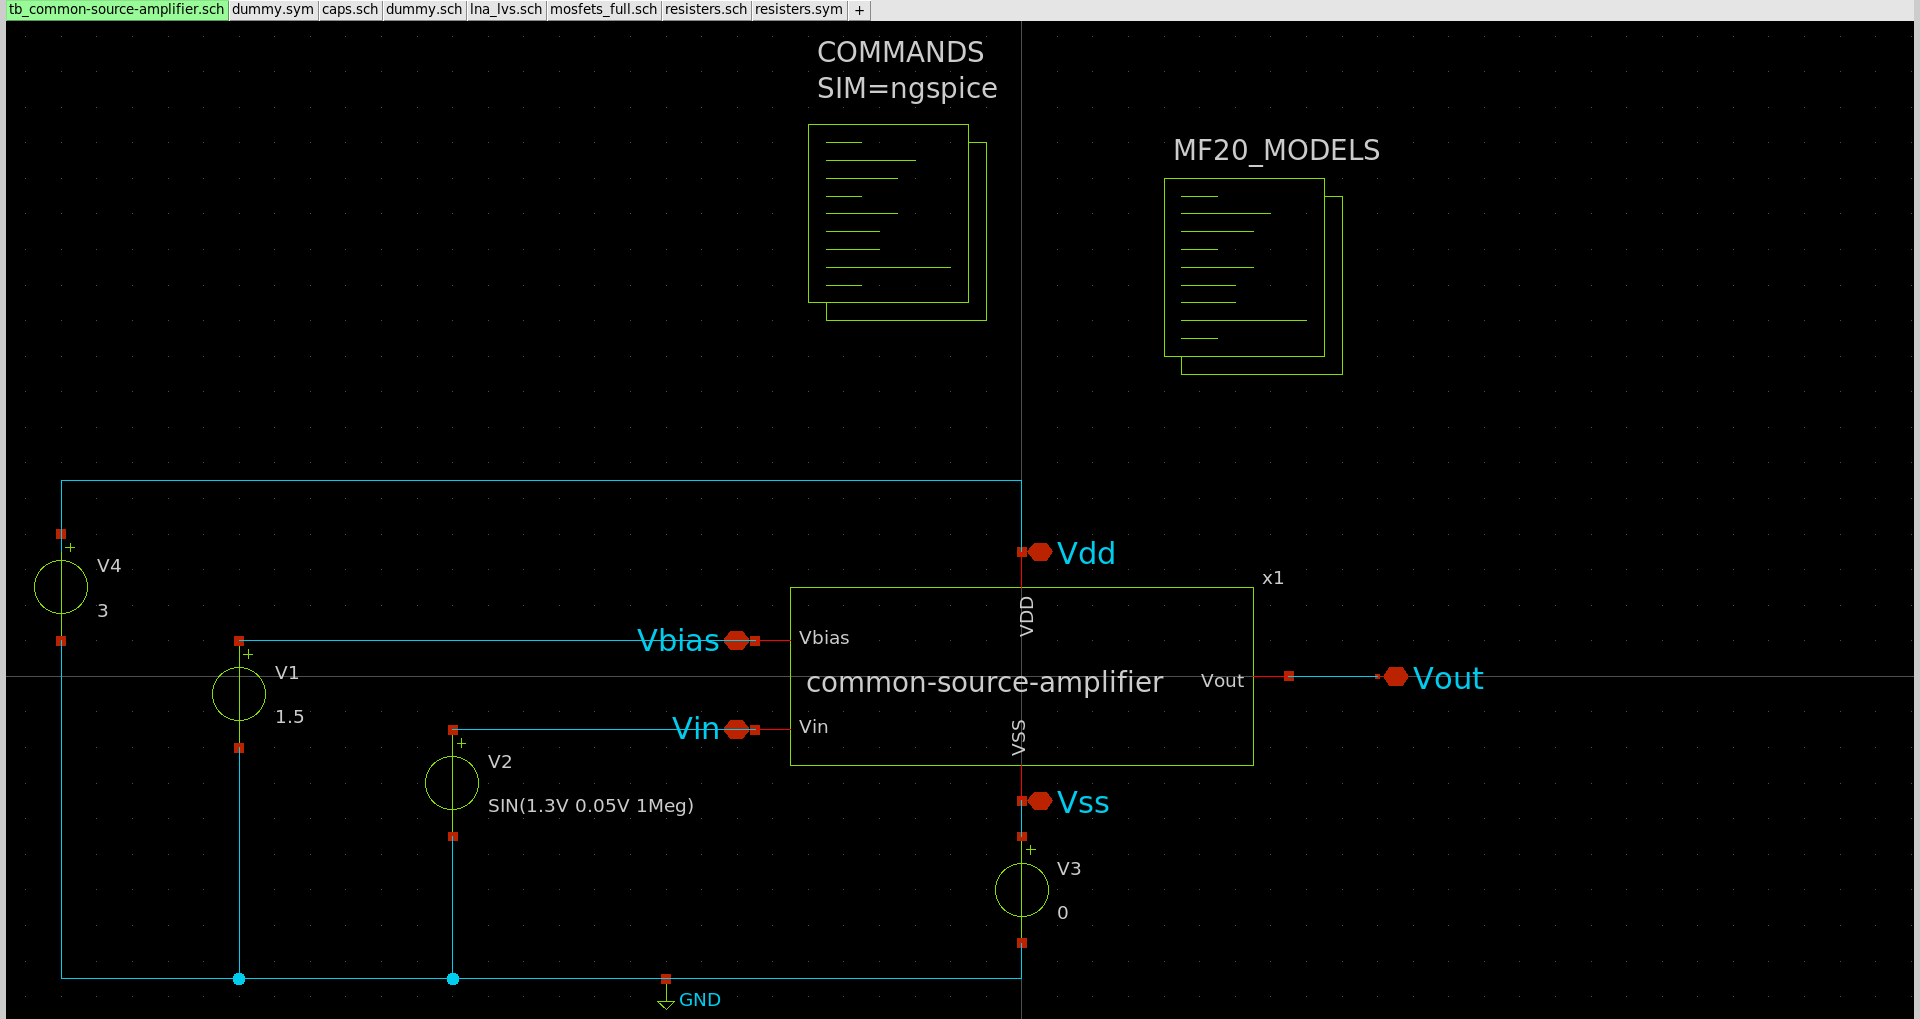 tb_common-source-amplifier.sch dummy.sym caps.sch dummy.sch lna_lvs.sch mosfets_full.sch resisters.sch resisters.sym +
COMMANDS
SIM=ngspice
MF20_MODELS
+
V4
3
Vdd
x1
VDD
Vbias
Vbias
+
V1
1.5
common-source-amplifier
Vout
Vout
Vin
Vin
VSS
+
V2
SIN(1.3V 0.05V 1Meg)
Vss
+
V3
0
GND